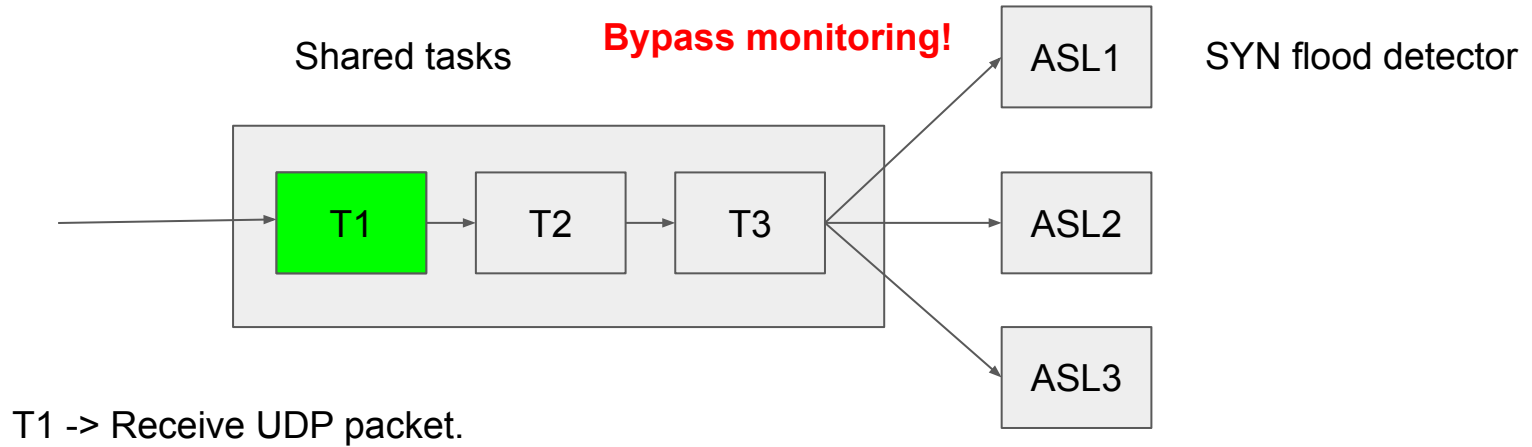 Shared tasks
Bypass monitoring!
ASL1
SYN flood detector
T1
T2
T3
ASL2
ASL3
T1 -> Receive UDP packet.